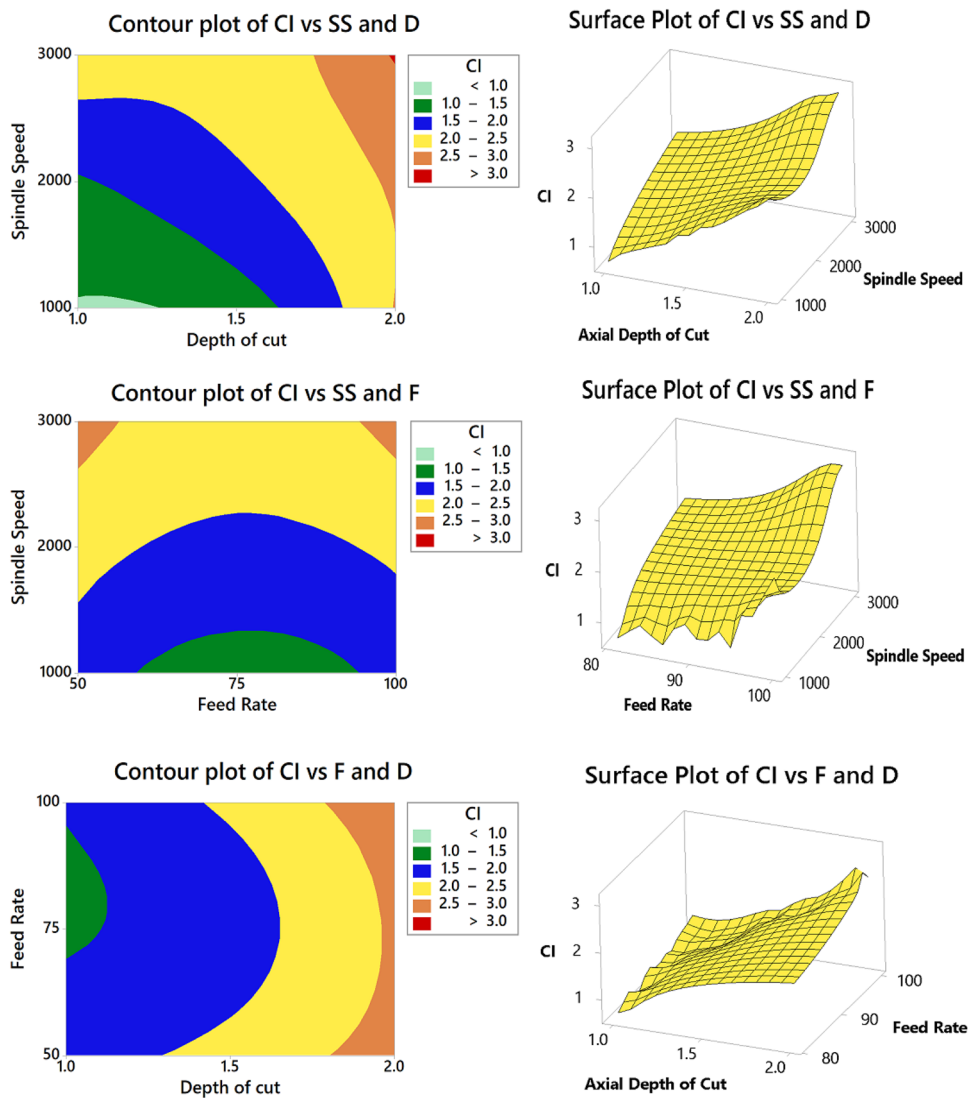 Contour plot of CI vs SS and D
3000
2000
1000
Spindle Speed
1.0 1.5 2.0
Depth of cut
CI
< 1.0
1.0 – 1.5
1.5 – 2.0
2.0 – 2.5
2.5 – 3.0
> 3.0
Surface Plot of CI vs SS and D
3
2
1
CI
1.0 1.5 2.0
Axial Depth of Cut
3000
2000
1000
Spindle Speed
Contour plot of CI vs SS and F
3000
2000
1000
Spindle Speed
50 75 100
Feed Rate
CI
< 1.0
1.0 – 1.5
1.5 – 2.0
2.0 – 2.5
2.5 – 3.0
> 3.0
Surface Plot of CI vs SS and F
3
2
1
CI
80 90 100
Feed Rate
3000
2000
1000
Spindle Speed
Contour plot of CI vs F and D
100
75
50
Feed Rate
1.0 1.5 2.0
Depth of cut
CI
< 1.0
1.0 – 1.5
1.5 – 2.0
2.0 – 2.5
2.5 – 3.0
> 3.0
Surface Plot of CI vs F and D
3
2
1
CI
1.0 1.5 2.0
Axial Depth of Cut
100
90
80
Feed Rate